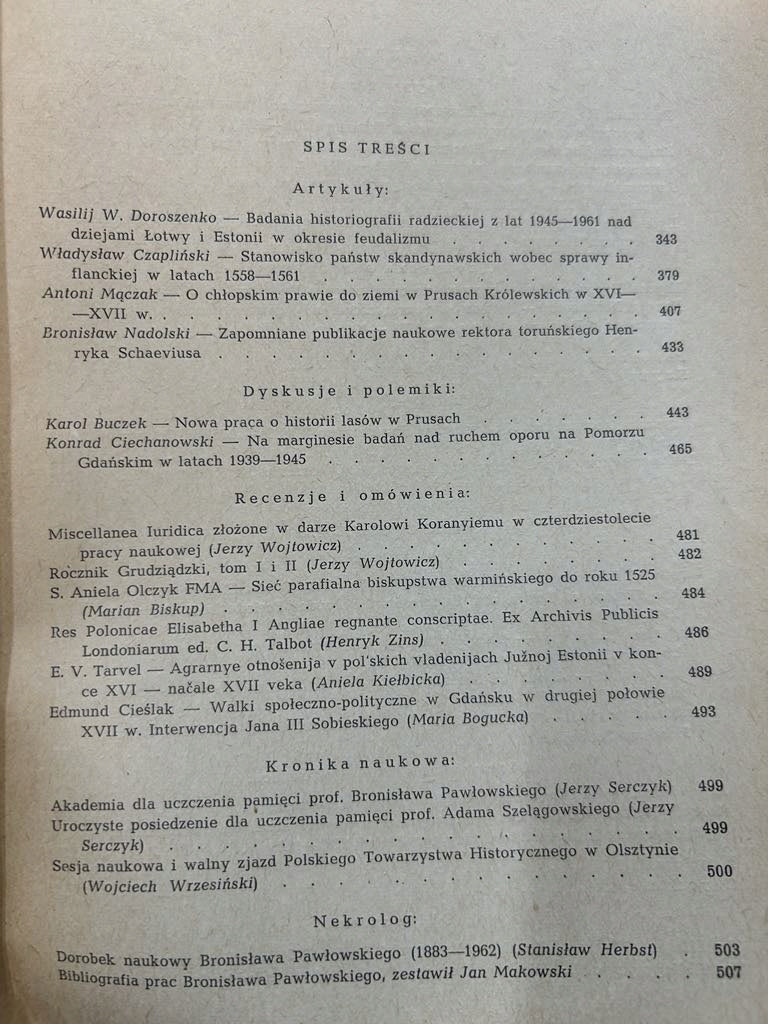 SPIS TREŚCI
Artykuły:
Wasilij W. Doroszenko — Badania historiografii radzieckiej z lat 1945—1961 nad
dziejami Łotwy i Estonii w okresie feudalizmu . . . . . . . 343
Władysław Czapliński — Stanowisko państw skandynawskich wobec sprawy in-
flanckiej w latach 1558—1561 . . . . . . . . . . . . 379
Antoni Mączak — O chłopskim prawie do ziemi w Prusach Królewskich w XVI—
—XVII w. . . . . . . . . . . . . . . . . . . 407
Bronisław Nadolski — Zapomniane publikacje naukowe rektora toruńskiego Hen-
ryka Schaeviusa . . . . . . . . . . . . . . . . 433
Dyskusje i polemiki:
Karol Buczek — Nowa praca o historii lasów w Prusach . . . . . . 443
Konrad Ciechanowski — Na marginesie badań nad ruchem oporu na Pomorzu
Gdańskim w latach 1939—1945 . . . . . . . . . . . . 465
Recenzje i omówienia:
Miscellanea Iuridica złożone w darze Karolowi Koranyiemu w czterdziestolecie
pracy naukowej (Jerzy Wojtowicz) . . . . . . . . . . . 481
Rocznik Grudziądzki, tom I i II (Jerzy Wojtowicz) . . . . . . . 482
S. Aniela Olczyk FMA — Sieć parafialna biskupstwa warmińskiego do roku 1525
(Marian Biskup) . . . . . . . . . . . . . . . . 484
Res Polonicae Elisabetha I Angliae regnante conscriptae. Ex Archivis Publicis
Londoniarum ed. C. H. Talbot (Henryk Zins) . . . . . . . . 486
E. V. Tarvel — Agrarnye otnošenija v pol'skich vladenijach Južnoj Estonii v kon-
ce XVI — načale XVII veka (Aniela Kiełbicka) . . . . . . . 489
Edmund Cieślak — Walki społeczno-polityczne w Gdańsku w drugiej połowie
XVII w. Interwencja Jana III Sobieskiego (Maria Bogucka) . . . . . 493
Kronika naukowa:
Akademia dla uczczenia pamięci prof. Bronisława Pawłowskiego (Jerzy Serczyk) 499
Uroczyste posiedzenie dla uczczenia pamięci prof. Adama Szelągowskiego (Jerzy
Serczyk) . . . . . . . . . . . . . . . . . . 499
Sesja naukowa i walny zjazd Polskiego Towarzystwa Historycznego w Olsztynie
(Wojciech Wrzesiński) . . . . . . . . . . . . . . 500
Nekrolog:
Dorobek naukowy Bronisława Pawłowskiego (1883—1962) (Stanisław Herbst) . 503
Bibliografia prac Bronisława Pawłowskiego, zestawił Jan Makowski . . . . 507